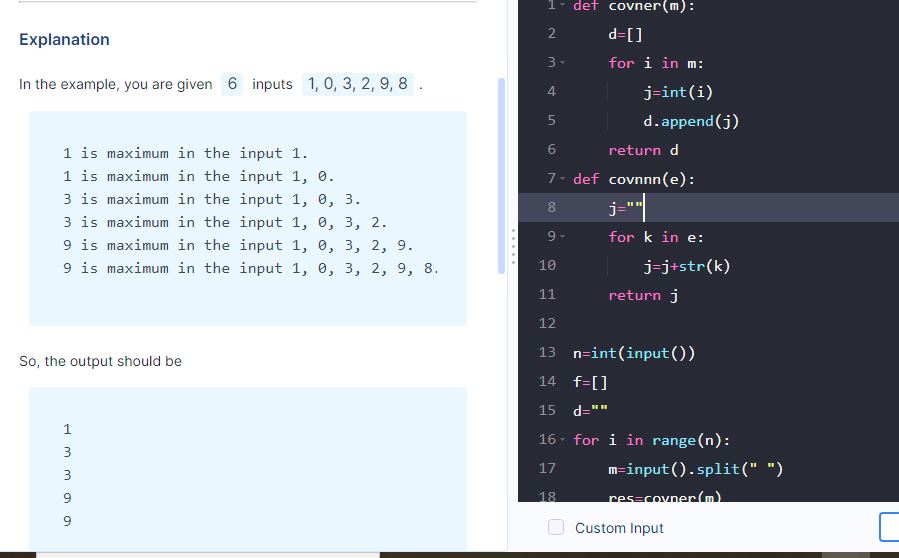 Explanation
In the example, you are given 6 inputs 1, 0, 3, 2, 9, 8 .
1 is maximum in the input 1.
1 is maximum in the input 1, 0.
3 is maximum in the input 1, 0, 3.
3 is maximum in the input 1, 0, 3, 2.
9 is maximum in the input 1, 0, 3, 2, 9.
9 is maximum in the input 1, 0, 3, 2, 9, 8.
So, the output should be
1
3
3
9
9
1 def covner(m):
2 d=[]
3 for i in m:
4 j=int(i)
5 d.append(j)
6 return d
7 def covnnn(e):
8 j=""
9 for k in e:
10 j=j+str(k)
11 return j
12
13 n=int(input())
14 f=[]
15 d=""
16 for i in range(n):
17 m=input().split(" ")
18 res=covner(m)
Custom Input